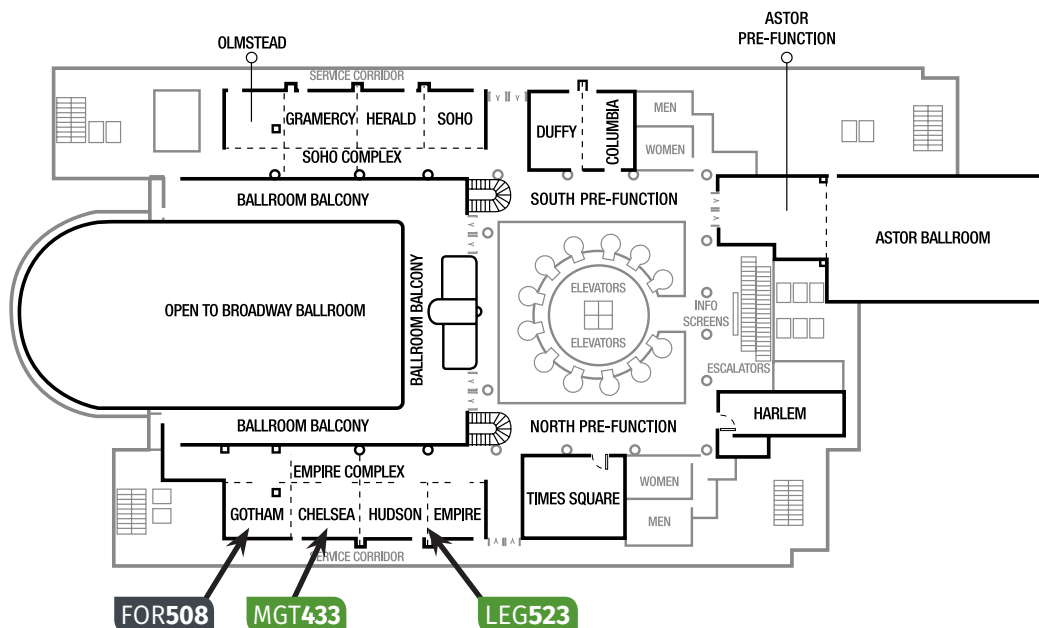 OLMSTEAD
ASTOR
PRE-FUNCTION
SERVICE CORRIDOR
GRAMERCY
HERALD
SOHO
SOHO COMPLEX
DUFFY
COLUMBIA
MEN
WOMEN
BALLROOM BALCONY
SOUTH PRE-FUNCTION
ASTOR BALLROOM
OPEN TO BROADWAY BALLROOM
BALLROOM BALCONY
ELEVATORS
ELEVATORS
INFO
SCREENS
ESCALATORS
BALLROOM BALCONY
NORTH PRE-FUNCTION
HARLEM
EMPIRE COMPLEX
GOTHAM
CHELSEA
HUDSON
EMPIRE
TIMES SQUARE
WOMEN
MEN
SERVICE CORRIDOR
FOR508
MGT433
LEG523